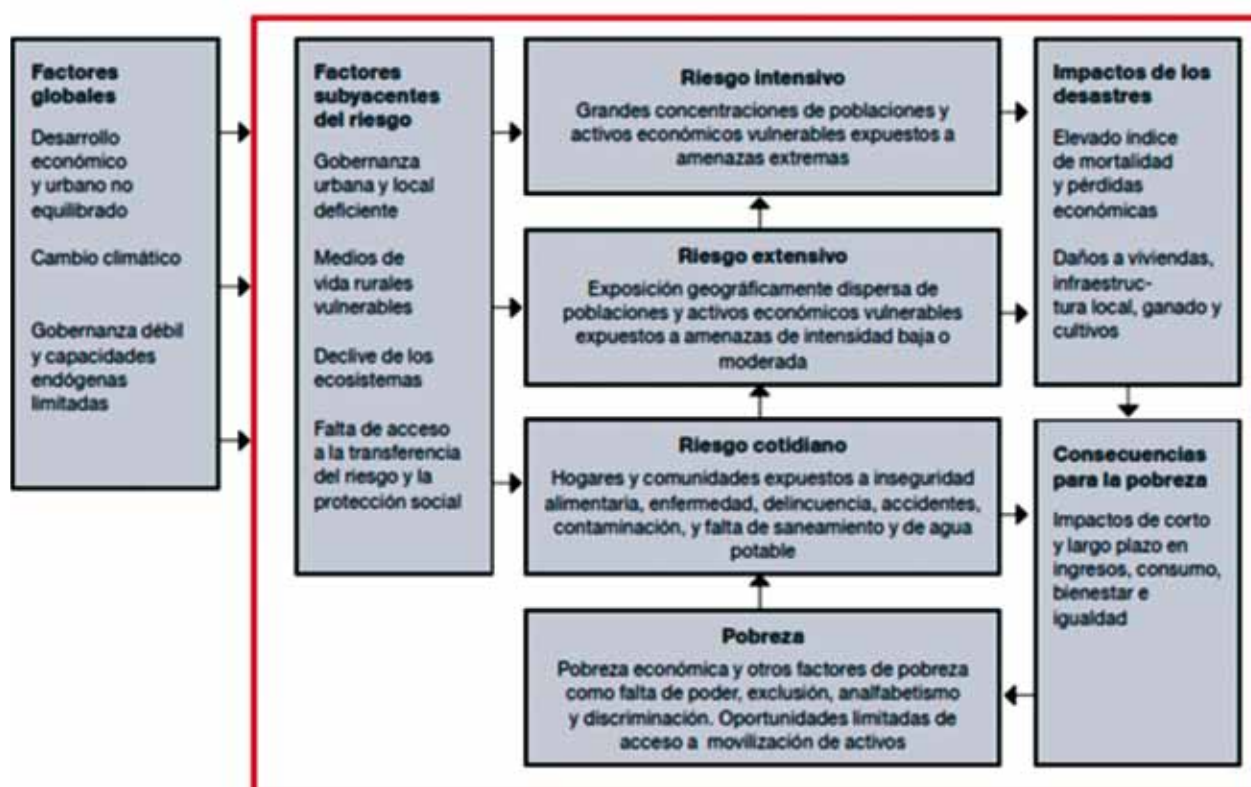 Factores
globales
Desarrollo
económico
y urbano no
equilibrado
Cambio climático
Gobernanza débil
y capacidades
endógenas
limitadas
Factores
subyacentes
del riesgo
Gobernanza
urbana y local
deficiente
Medios de
vida rurales
vulnerables
Declive de los
ecosistemas
Falta de acceso
a la transferencia
del riesgo y la
protección social
Riesgo intensivo
Grandes concentraciones de poblaciones y
activos económicos vulnerables expuestos a
amenazas extremas
Riesgo extensivo
Exposición geográficamente dispersa de
poblaciones y activos económicos vulnerables
expuestos a amenazas de intensidad baja o
moderada
Riesgo cotidiano
Hogares y comunidades expuestos a inseguridad
alimentaria, enfermedad, delincuencia, accidentes,
contaminación, y falta de saneamiento y de agua
potable
Pobreza
Pobreza económica y otros factores de pobreza
como falta de poder, exclusión, analfabetismo
y discriminación. Oportunidades limitadas de
acceso a movilización de activos
Impactos de los
desastres
Elevado índice
de mortalidad
y pérdidas
económicas
Daños a viviendas,
infraestruc-
tura local, ganado y
cultivos
Consecuencias
para la pobreza
Impactos de corto
y largo plazo en
ingresos, consumo,
bienestar e
igualdad